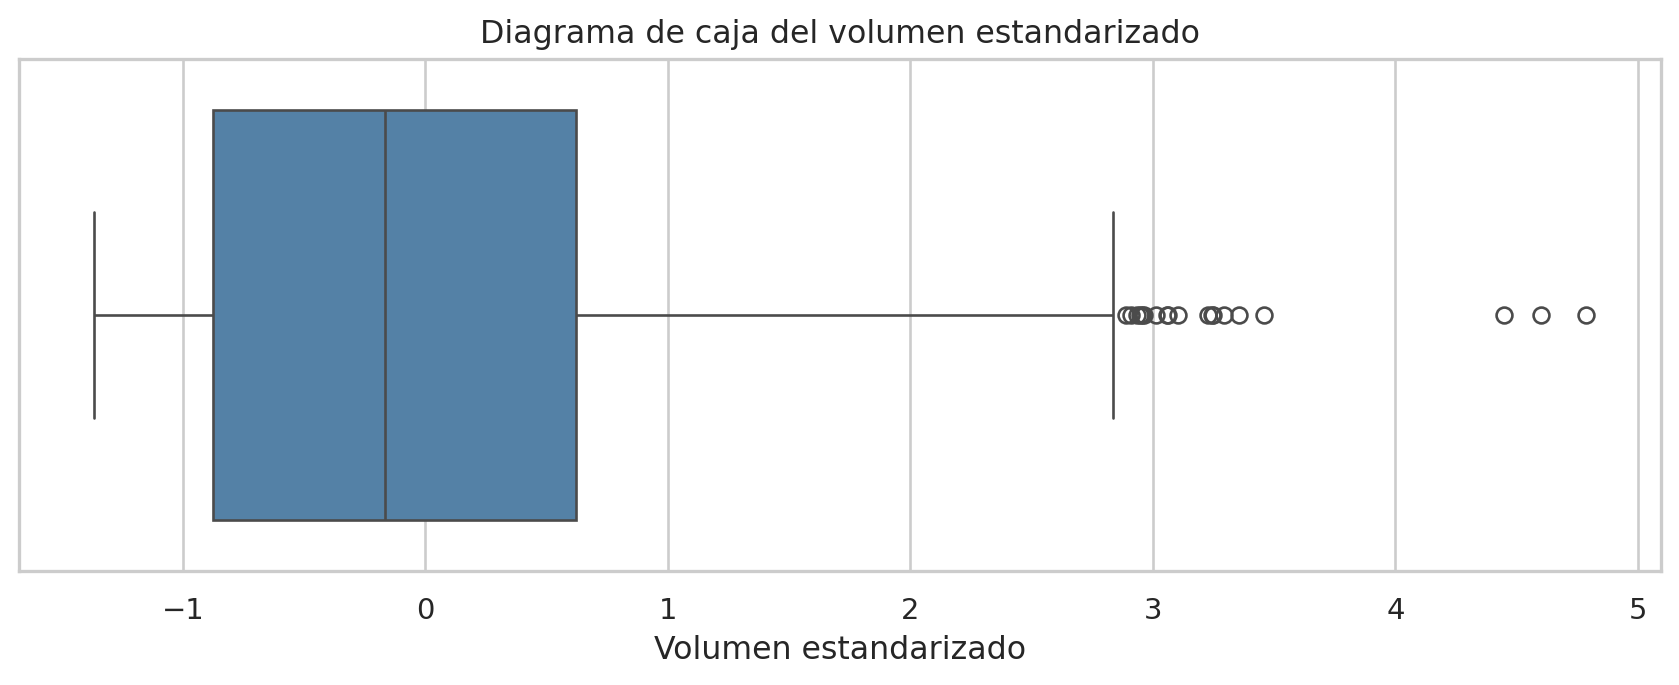 Diagrama de caja del volumen estandarizado
−1 0 1 2 3 4 5
Volumen estandarizado